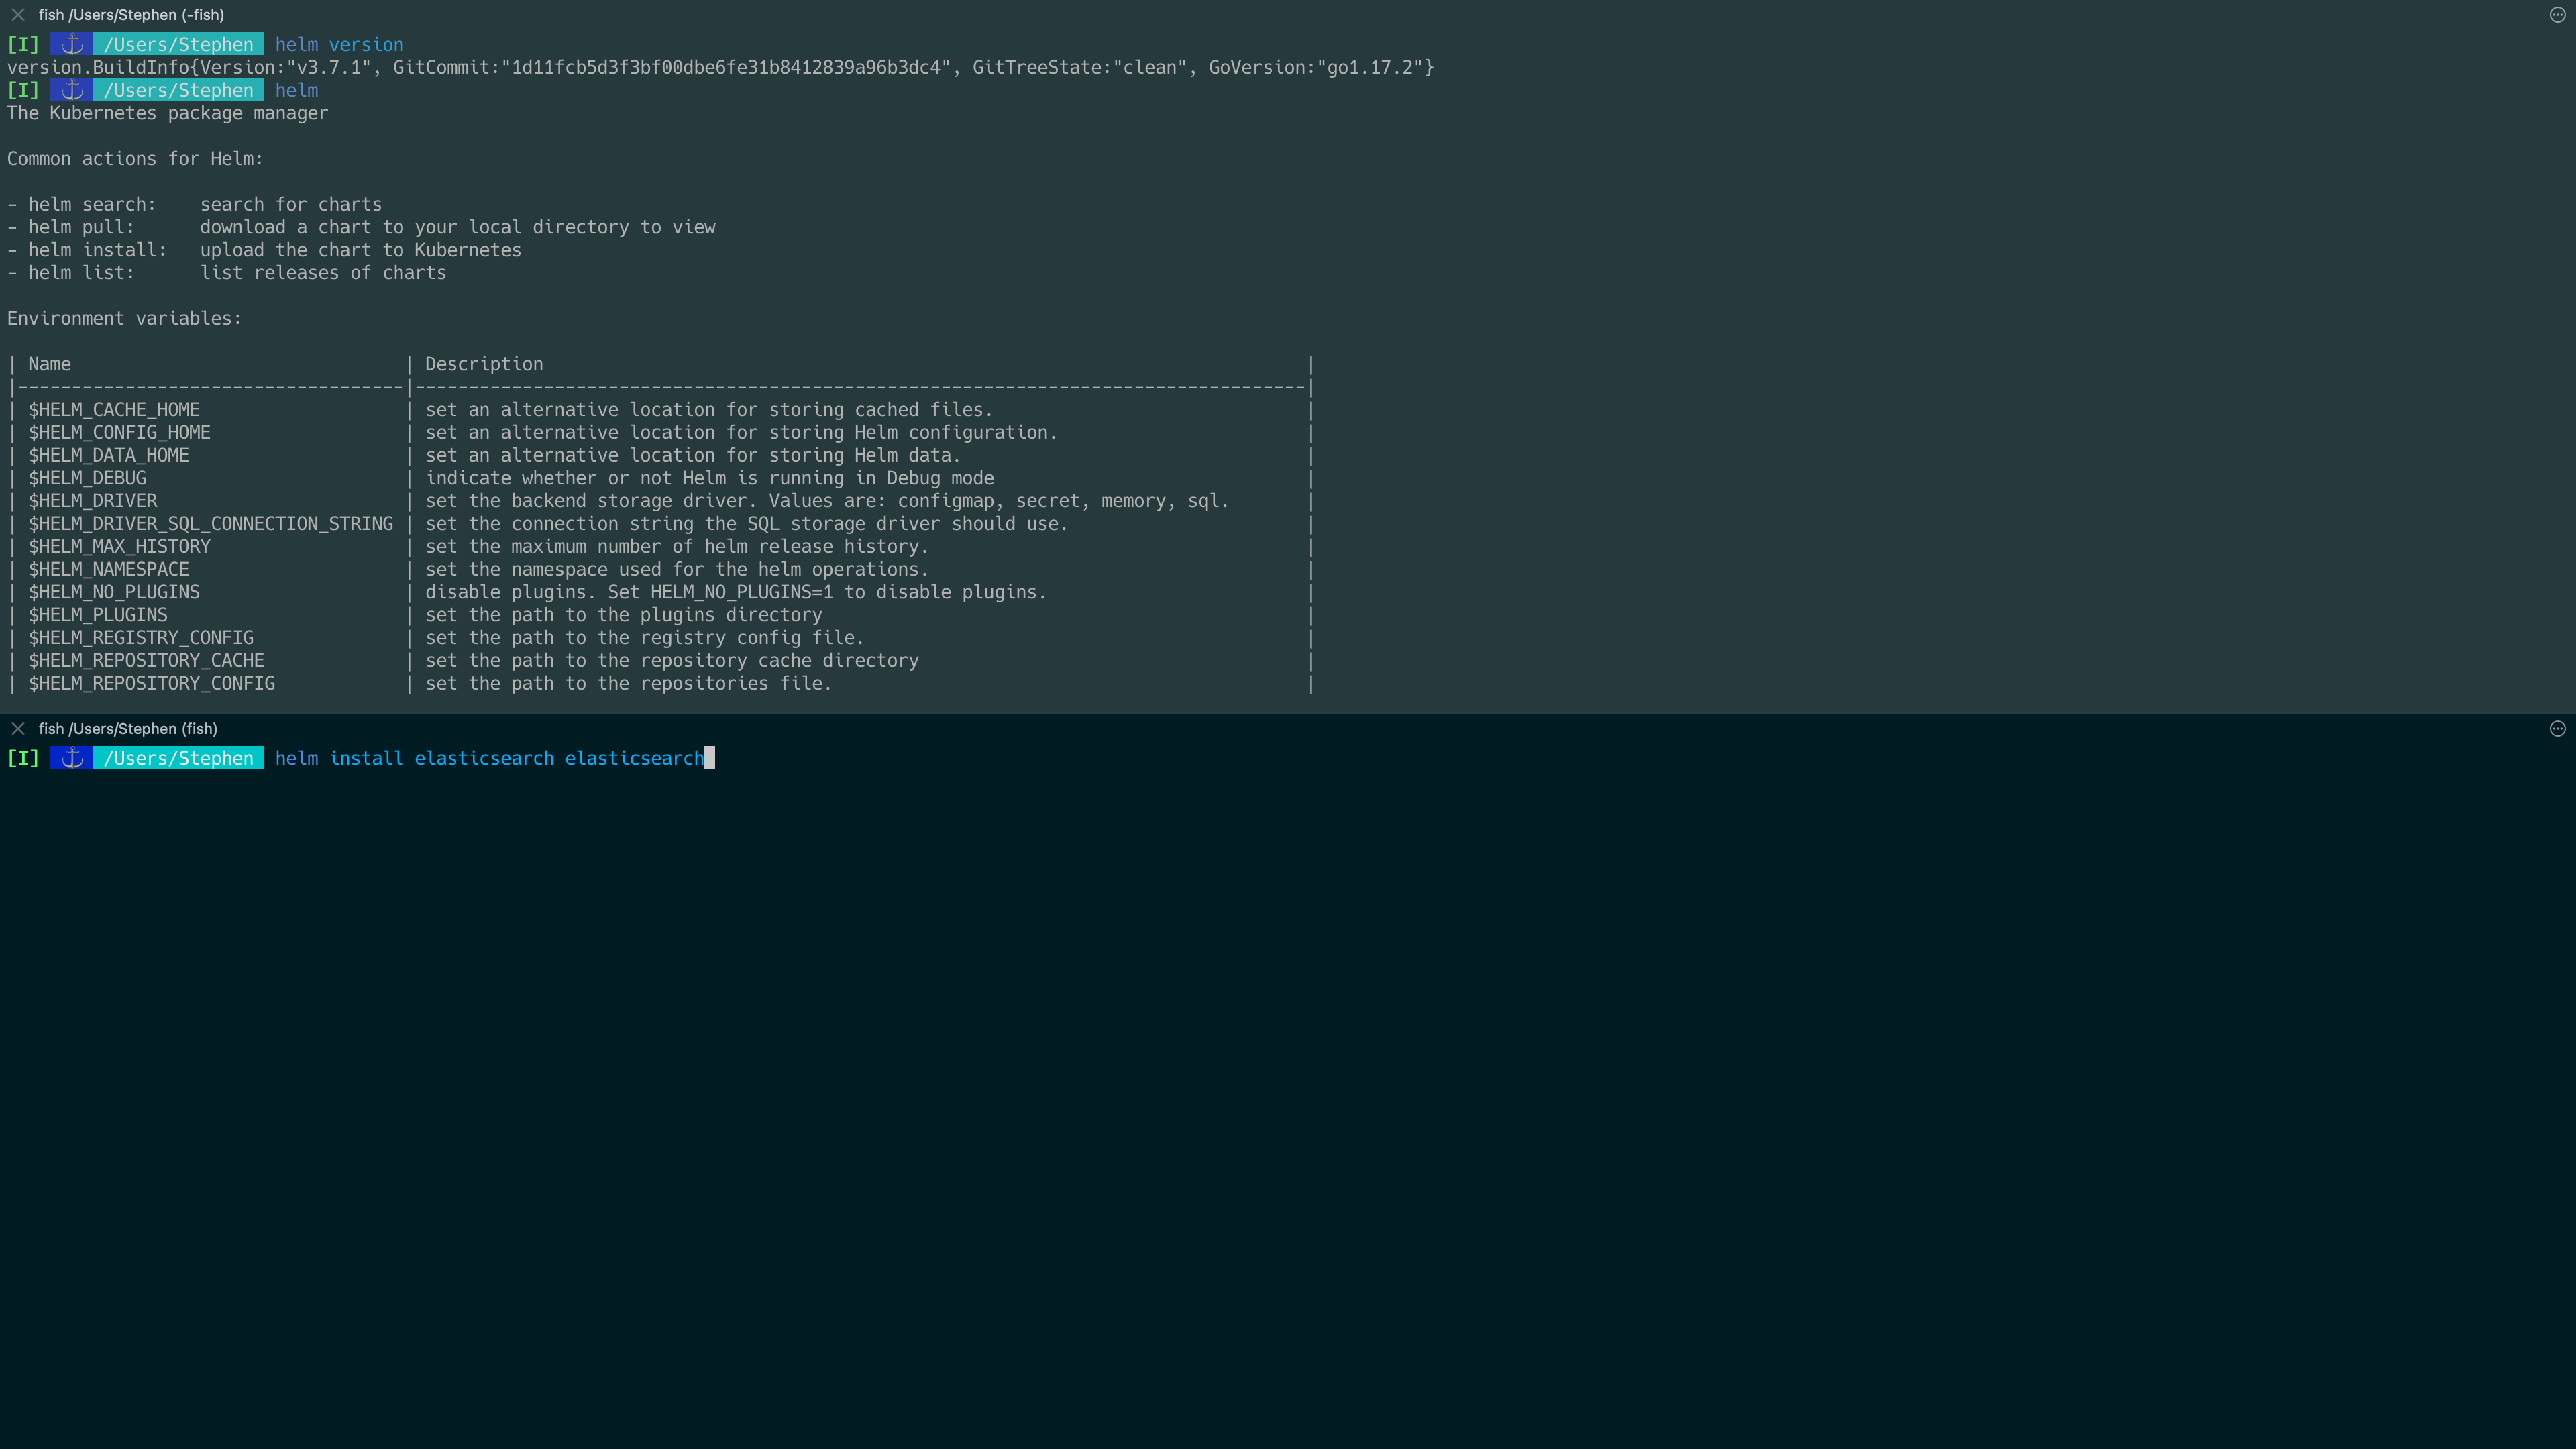 fish /Users/Stephen (-fish)
[I] ⚓ /Users/Stephen helm version
version.BuildInfo{Version:"v3.7.1", GitCommit:"1d11fcb5d3f3bf00dbe6fe31b8412839a96b3dc4", GitTreeState:"clean", GoVersion:"go1.17.2"}
[I] ⚓ /Users/Stephen helm
The Kubernetes package manager
Common actions for Helm:
- helm search:    search for charts
- helm pull:      download a chart to your local directory to view
- helm install:   upload the chart to Kubernetes
- helm list:      list releases of charts
Environment variables:
| Name                               | Description                                                                       |
|------------------------------------|-----------------------------------------------------------------------------------|
| $HELM_CACHE_HOME                   | set an alternative location for storing cached files.                             |
| $HELM_CONFIG_HOME                  | set an alternative location for storing Helm configuration.                       |
| $HELM_DATA_HOME                    | set an alternative location for storing Helm data.                                |
| $HELM_DEBUG                        | indicate whether or not Helm is running in Debug mode                             |
| $HELM_DRIVER                       | set the backend storage driver. Values are: configmap, secret, memory, sql.       |
| $HELM_DRIVER_SQL_CONNECTION_STRING | set the connection string the SQL storage driver should use.                      |
| $HELM_MAX_HISTORY                  | set the maximum number of helm release history.                                   |
| $HELM_NAMESPACE                    | set the namespace used for the helm operations.                                   |
| $HELM_NO_PLUGINS                   | disable plugins. Set HELM_NO_PLUGINS=1 to disable plugins.                        |
| $HELM_PLUGINS                      | set the path to the plugins directory                                             |
| $HELM_REGISTRY_CONFIG              | set the path to the registry config file.                                         |
| $HELM_REPOSITORY_CACHE             | set the path to the repository cache directory                                    |
| $HELM_REPOSITORY_CONFIG            | set the path to the repositories file.                                            |
fish /Users/Stephen (fish)
[I] ⚓ /Users/Stephen helm install elasticsearch elasticsearch